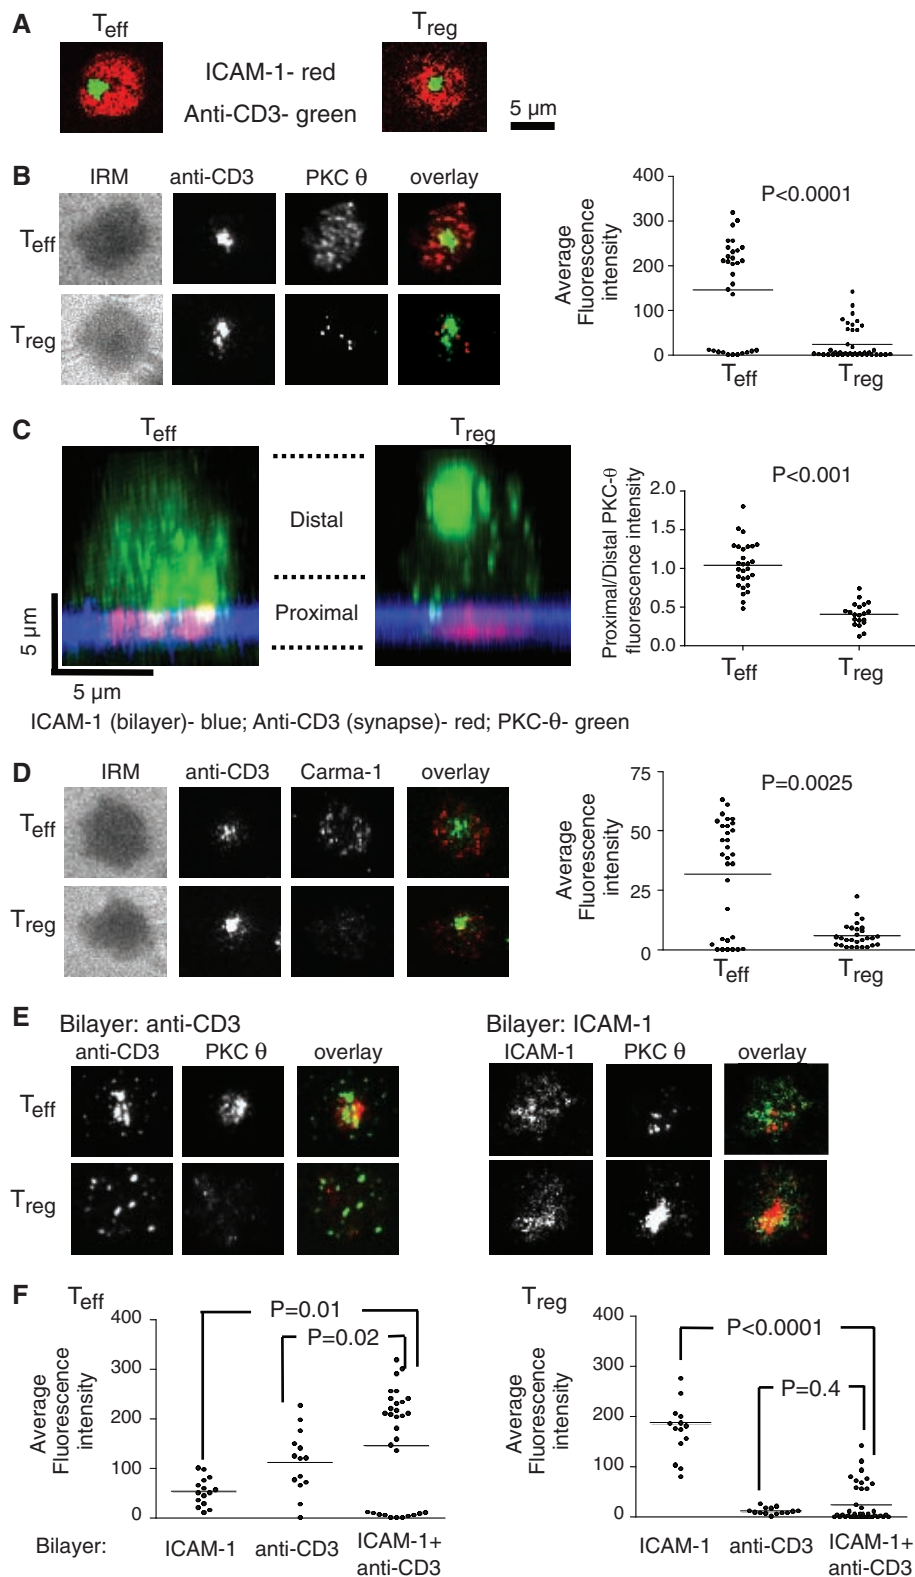 A
Teff
Treg
ICAM-1- red
Anti-CD3- green
5 μm
B
IRM
anti-CD3
PKC θ
overlay
Teff
Treg
Average
Fluorescence
intensity
400
300
200
100
0
P<0.0001
Teff
Treg
C
Teff
Treg
Distal
Proximal
5 μm
5 μm
Proximal/Distal PKC-θ
fluorescence intensity
2.0
1.5
1.0
0.5
0.0
P<0.001
Teff
Treg
ICAM-1 (bilayer)- blue; Anti-CD3 (synapse)- red; PKC-θ- green
D
IRM
anti-CD3
Carma-1
overlay
Teff
Treg
Average
Fluorescence
intensity
75
50
25
0
P=0.0025
Teff
Treg
E
Bilayer: anti-CD3
anti-CD3
PKC θ
overlay
Bilayer: ICAM-1
ICAM-1
PKC θ
overlay
Teff
Treg
F
Teff
Average
Fluorescence
intensity
400
300
200
100
0
P=0.01
P=0.02
Bilayer:
ICAM-1
anti-CD3
ICAM-1+
anti-CD3
Treg
Average
Fluorescence
intensity
400
300
200
100
0
P<0.0001
P=0.4
ICAM-1
anti-CD3
ICAM-1+
anti-CD3